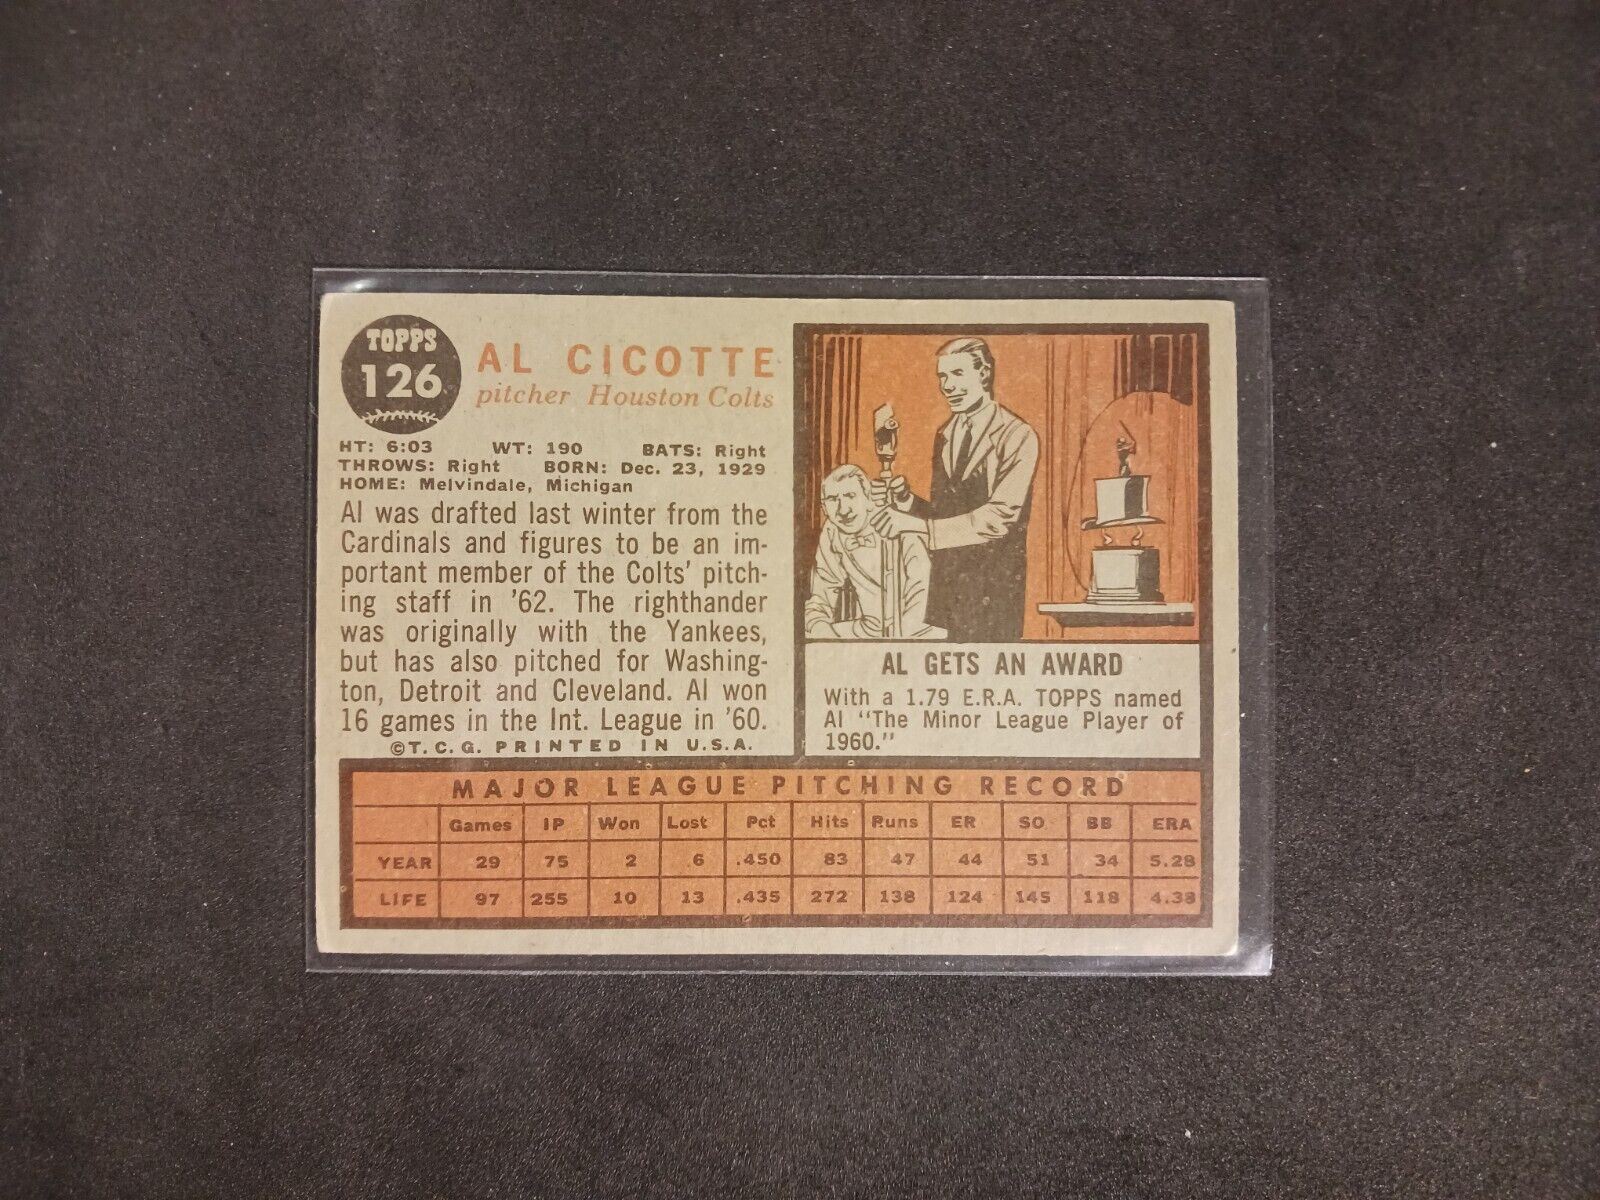 TOPPS
126
AL CICOTTE
pitcher Houston Colts
HT: 6:03 WT: 190 BATS: Right
THROWS: Right BORN: Dec. 23, 1929
HOME: Melvindale, Michigan
Al was drafted last winter from the
Cardinals and figures to be an im-
portant member of the Colts' pitch-
ing staff in '62. The righthander
was originally with the Yankees,
but has also pitched for Washing-
ton, Detroit and Cleveland. Al won
16 games in the Int. League in '60.
©T.C.G. PRINTED IN U.S.A.
AL GETS AN AWARD
With a 1.79 E.R.A. TOPPS named
Al "The Minor League Player of
1960."
MAJOR LEAGUE PITCHING RECORD
Games IP Won Lost Pct Hits Runs ER SO BB ERA
YEAR 29 75 2 6 .450 83 47 44 51 34 5.28
LIFE 97 255 10 13 .435 272 138 124 145 118 4.38